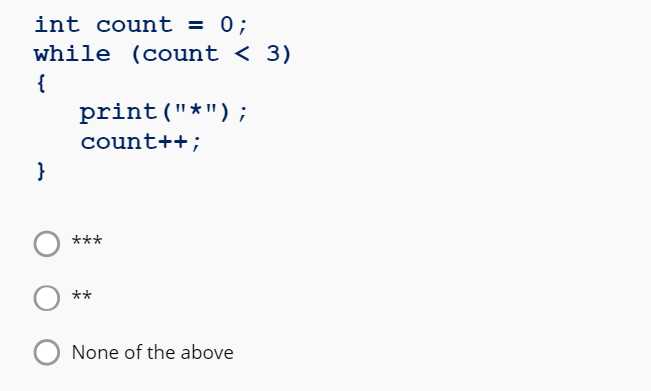 int count = 0;
while (count < 3)
{
print("*");
count++;
}
***
**
None of the above